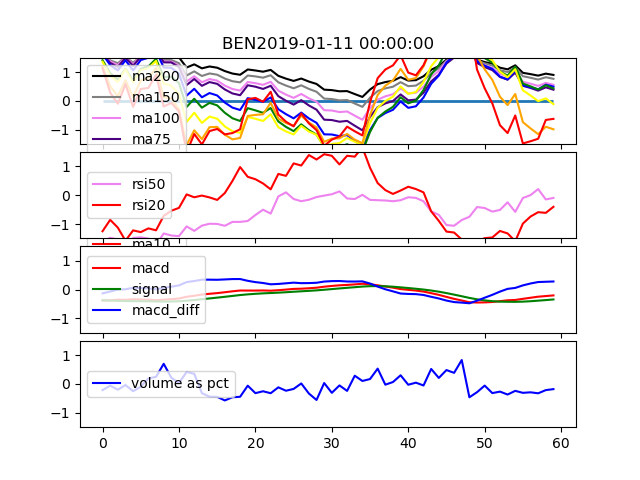 BEN2019-01-11 00:00:00
1
0
−1
ma200
ma150
ma100
ma75
1
0
−1
rsi50
rsi20
ma10
1
0
−1
macd
signal
macd_diff
1
0
−1
volume as pct
0 10 20 30 40 50 60